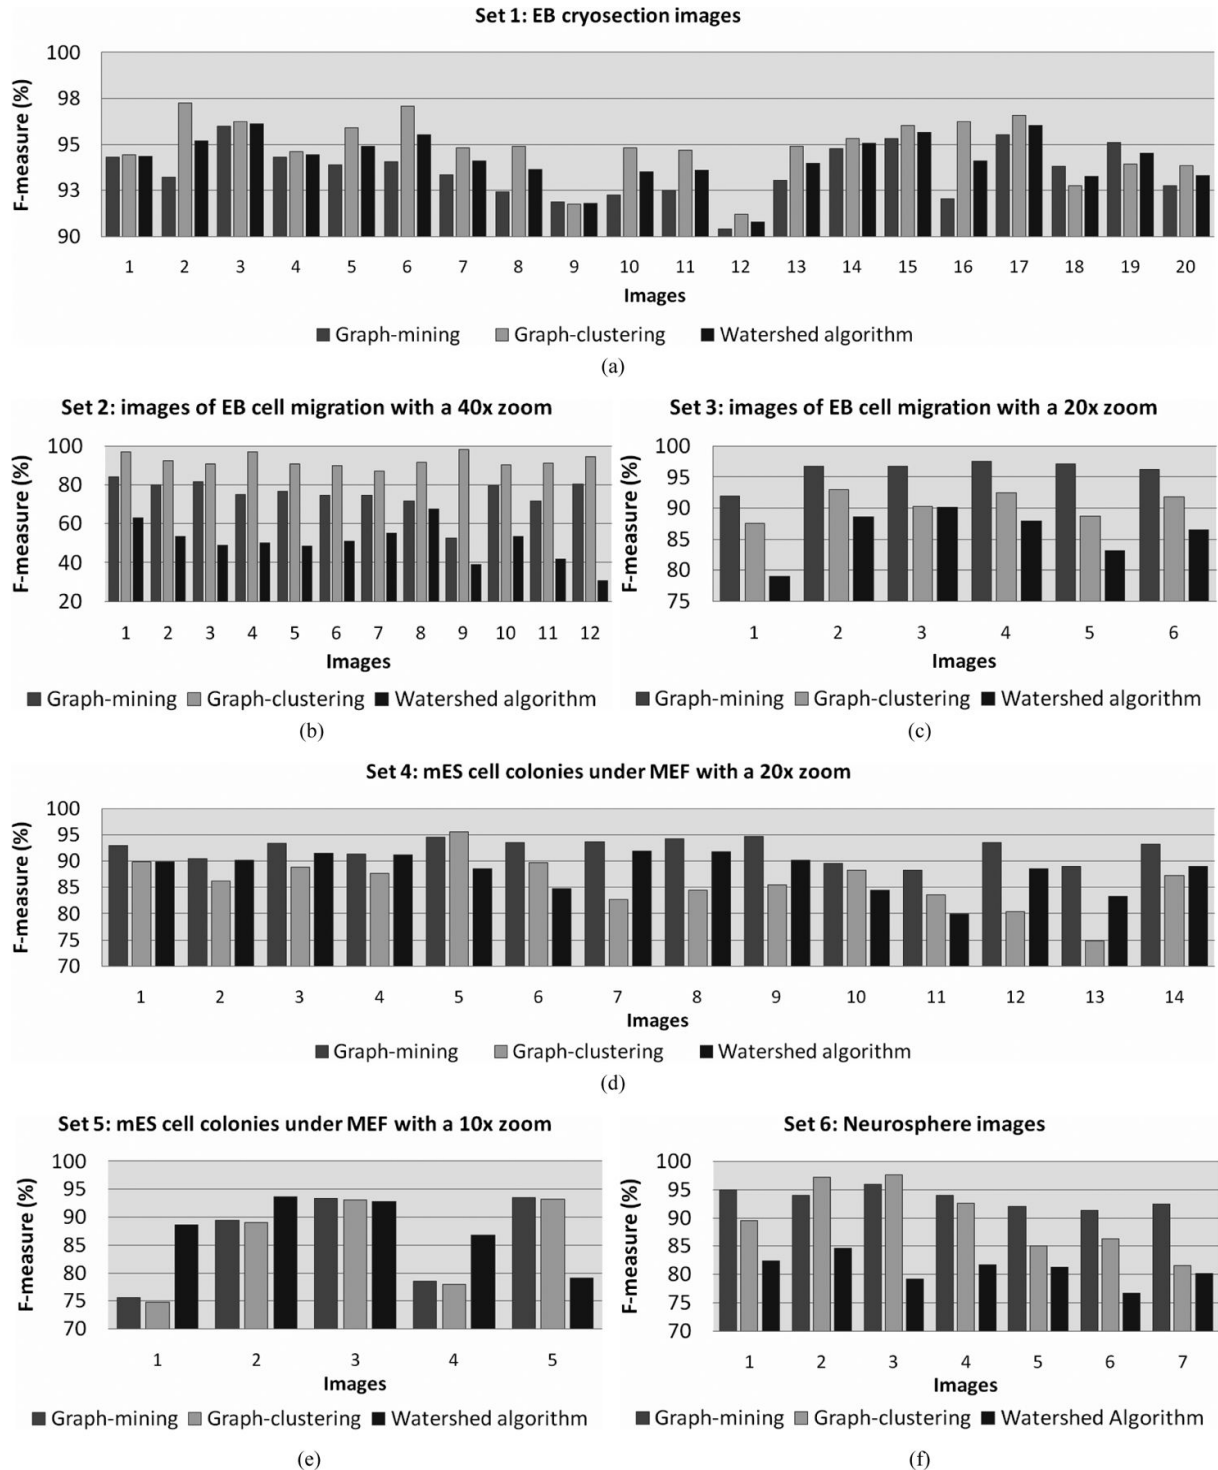 Set 1: EB cryosection images
F-measure (%)
100
98
95
93
90
1 2 3 4 5 6 7 8 9 10 11 12 13 14 15 16 17 18 19 20
Images
Graph-mining Graph-clustering Watershed algorithm
(a)
Set 2: images of EB cell migration with a 40x zoom
F-measure (%)
100
80
60
40
20
1 2 3 4 5 6 7 8 9 10 11 12
Images
Graph-mining Graph-clustering Watershed algorithm
(b)
Set 3: images of EB cell migration with a 20x zoom
F-measure (%)
100
95
90
85
80
75
1 2 3 4 5 6
Images
Graph-mining Graph-clustering Watershed algorithm
(c)
Set 4: mES cell colonies under MEF with a 20x zoom
F-measure (%)
100
95
90
85
80
75
70
1 2 3 4 5 6 7 8 9 10 11 12 13 14
Images
Graph-mining Graph-clustering Watershed algorithm
(d)
Set 5: mES cell colonies under MEF with a 10x zoom
F-measure (%)
100
95
90
85
80
75
70
1 2 3 4 5
Images
Graph-mining Graph-clustering Watershed algorithm
(e)
Set 6: Neurosphere images
F-measure (%)
100
95
90
85
80
75
70
1 2 3 4 5 6 7
Images
Graph-mining Graph-clustering Watershed Algorithm
(f)